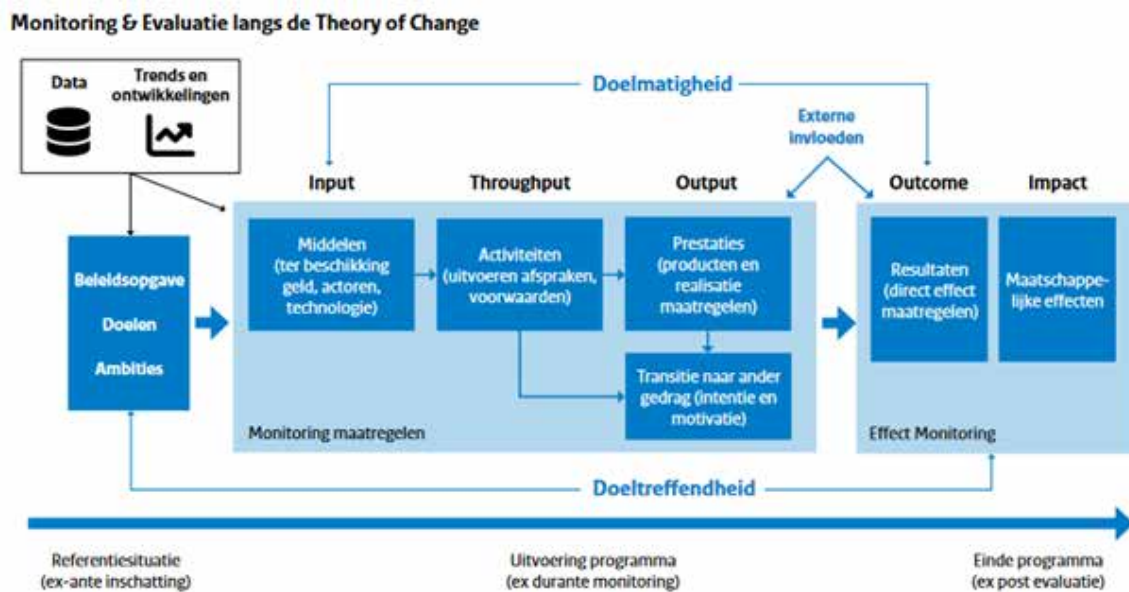 Monitoring & Evaluatie langs de Theory of Change
Data
Trends en
ontwikkelingen
Doelmatigheid
Externe
invloeden
Input
Throughput
Output
Outcome
Impact
Beleidsopgave
Doelen
Ambities
Middelen
(ter beschikking
geld, actoren,
technologie)
Activiteiten
(uitvoeren afspraken,
voorwaarden)
Prestaties
(producten en
realisatie
maatregelen)
Transitie naar ander
gedrag (intentie en
motivatie)
Monitoring maatregelen
Resultaten
(direct effect
maatregelen)
Maatschappe-
lijke effecten
Effect Monitoring
Doeltreffendheid
Referentiesituatie
(ex-ante inschatting)
Uitvoering programma
(ex durante monitoring)
Einde programma
(ex post evaluatie)